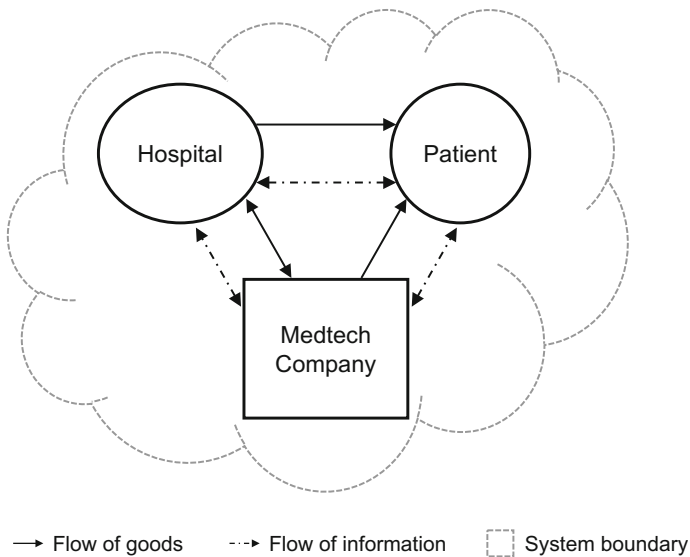 Hospital
Patient
Medtech
Company
Flow of goods
Flow of information
System boundary